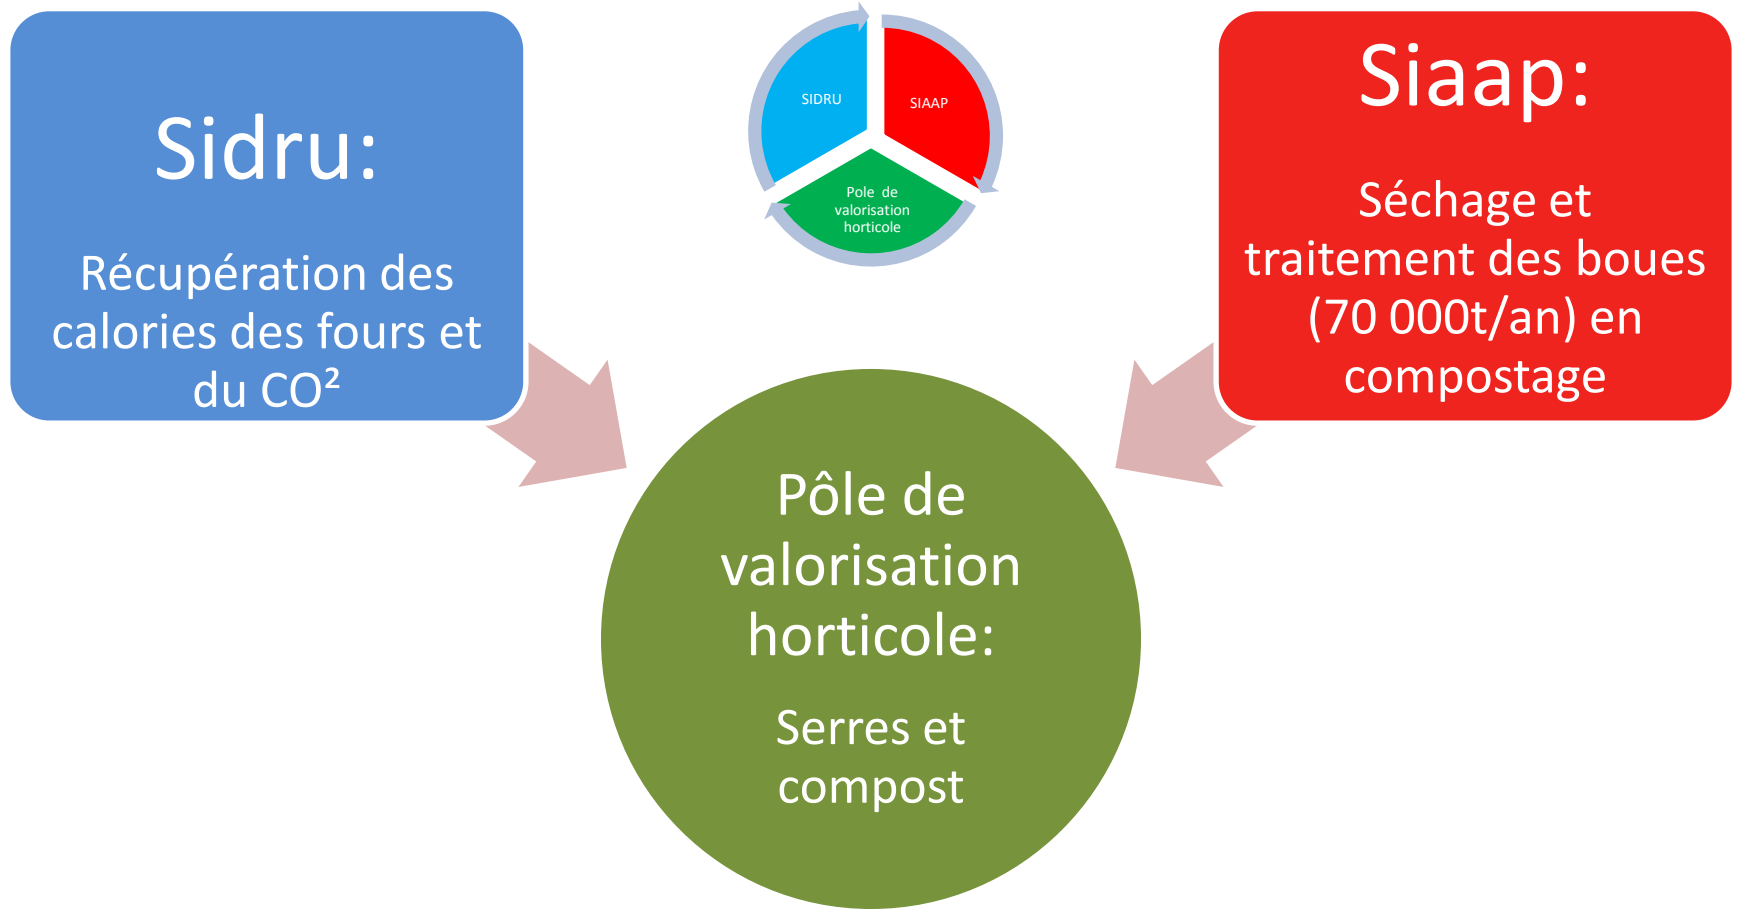 Sidru:
Récupération des
calories des fours et
du CO²
SIDRU
SIAAP
Pole de
valorisation
horticole
Siaap:
Séchage et
traitement des boues
(70 000t/an) en
compostage
Pôle de
valorisation
horticole:
Serres et
compost